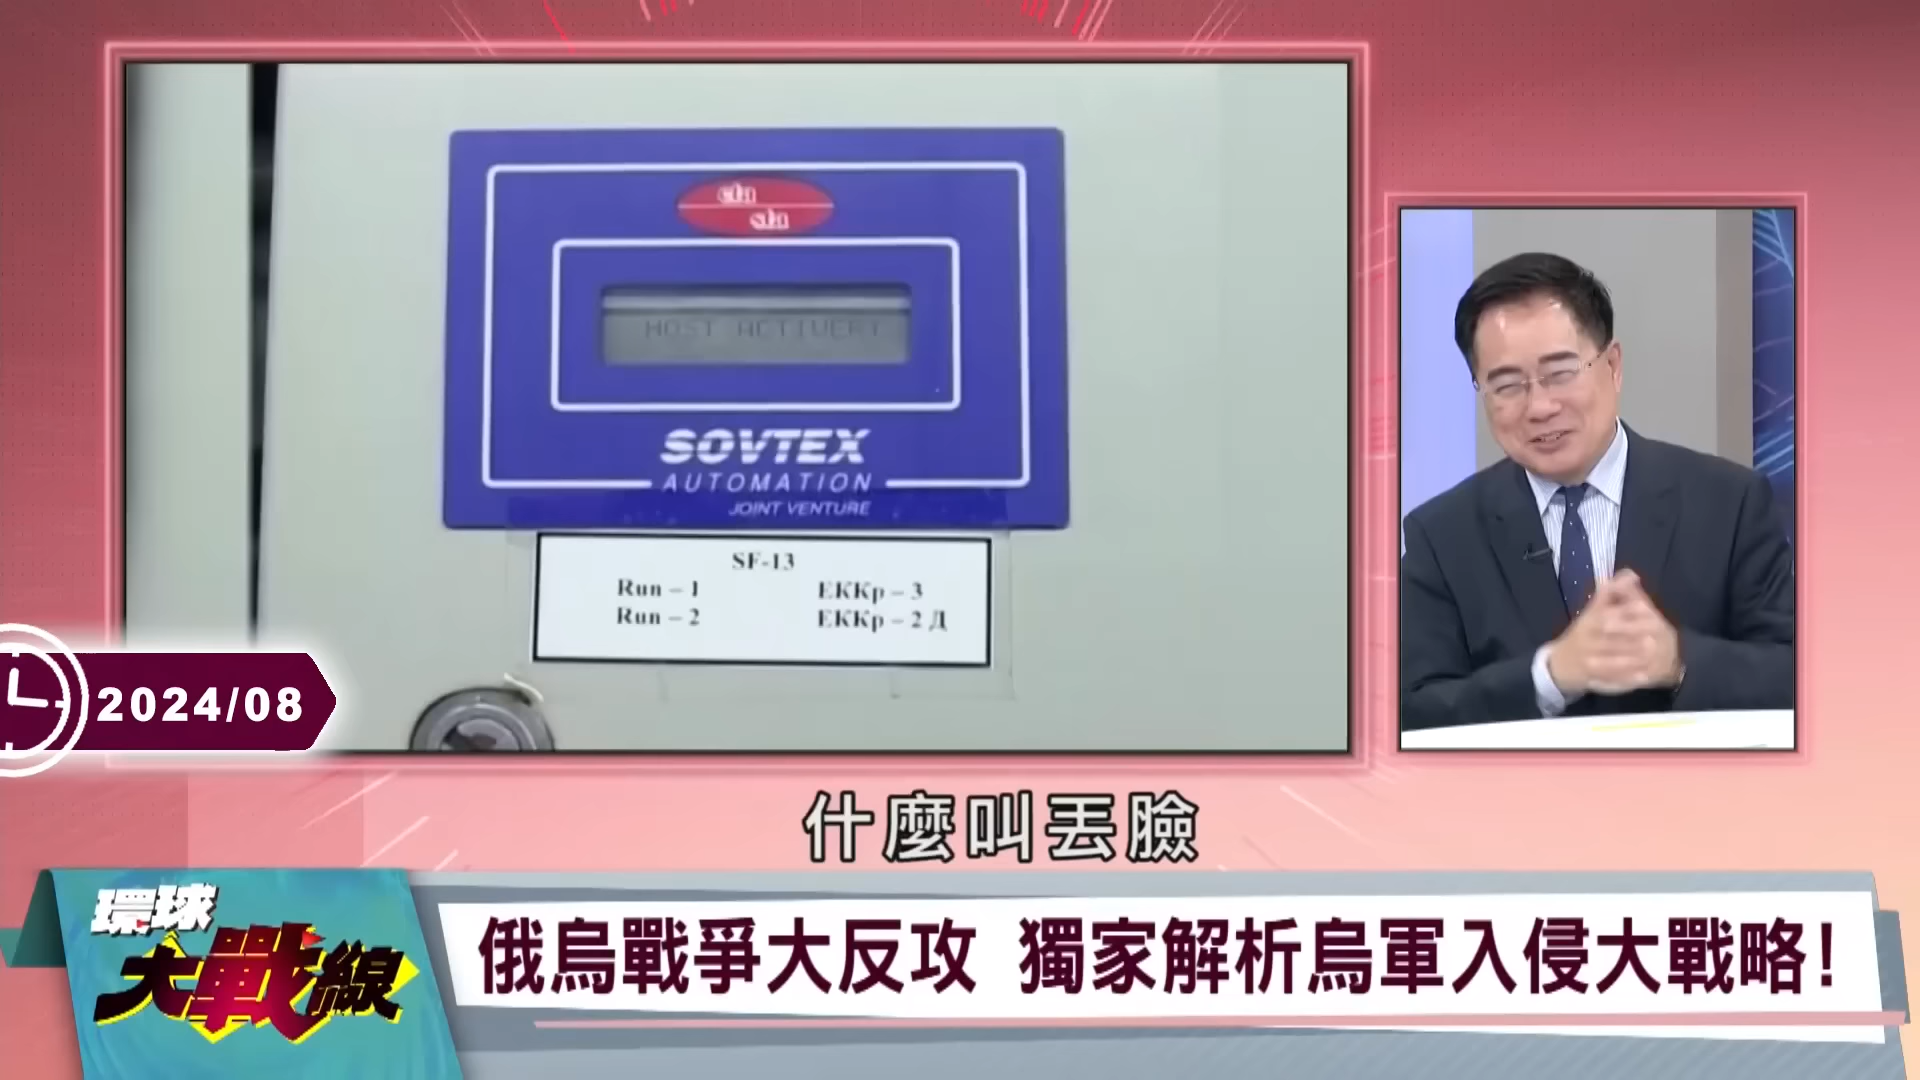 SOVTEX
AUTOMATION
JOINT VENTURE
SF-13
Run – 1 EKKp – 3
Run – 2 EKKp – 2 Д
2024/08
什麼叫丟臉
環球
大戰線
俄烏戰爭大反攻 獨家解析烏軍入侵大戰略!